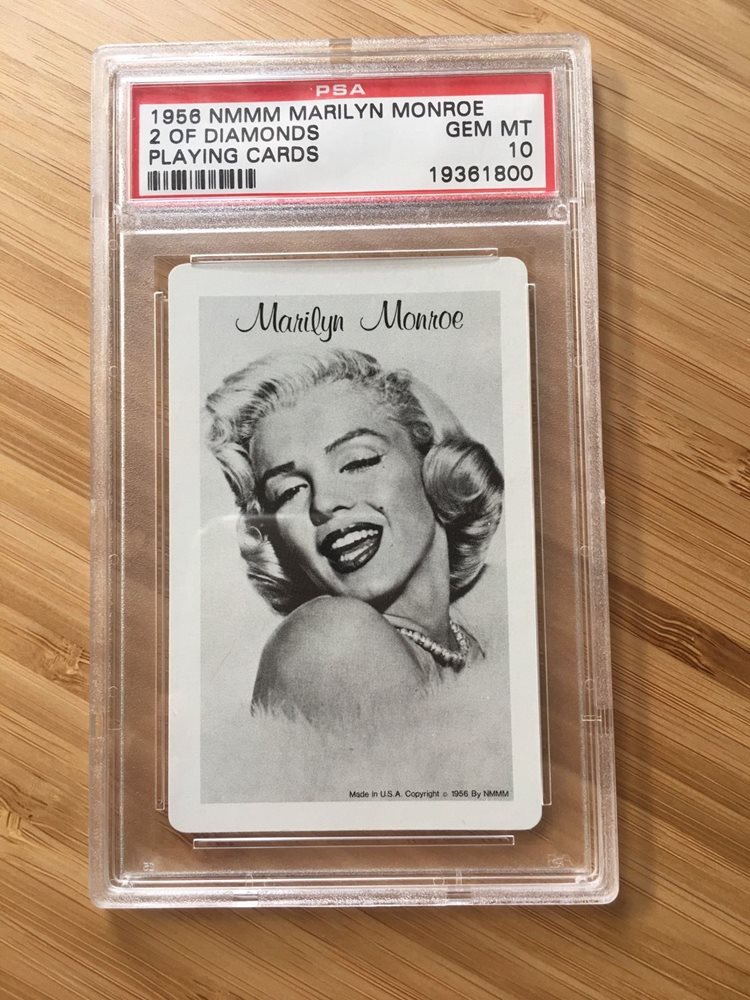 PSA
1956 NMMM MARILYN MONROE
2 OF DIAMONDS GEM MT
PLAYING CARDS 10
19361800
Marilyn Monroe
Made in U.S.A. Copyright © 1956 By NMMM
PSA